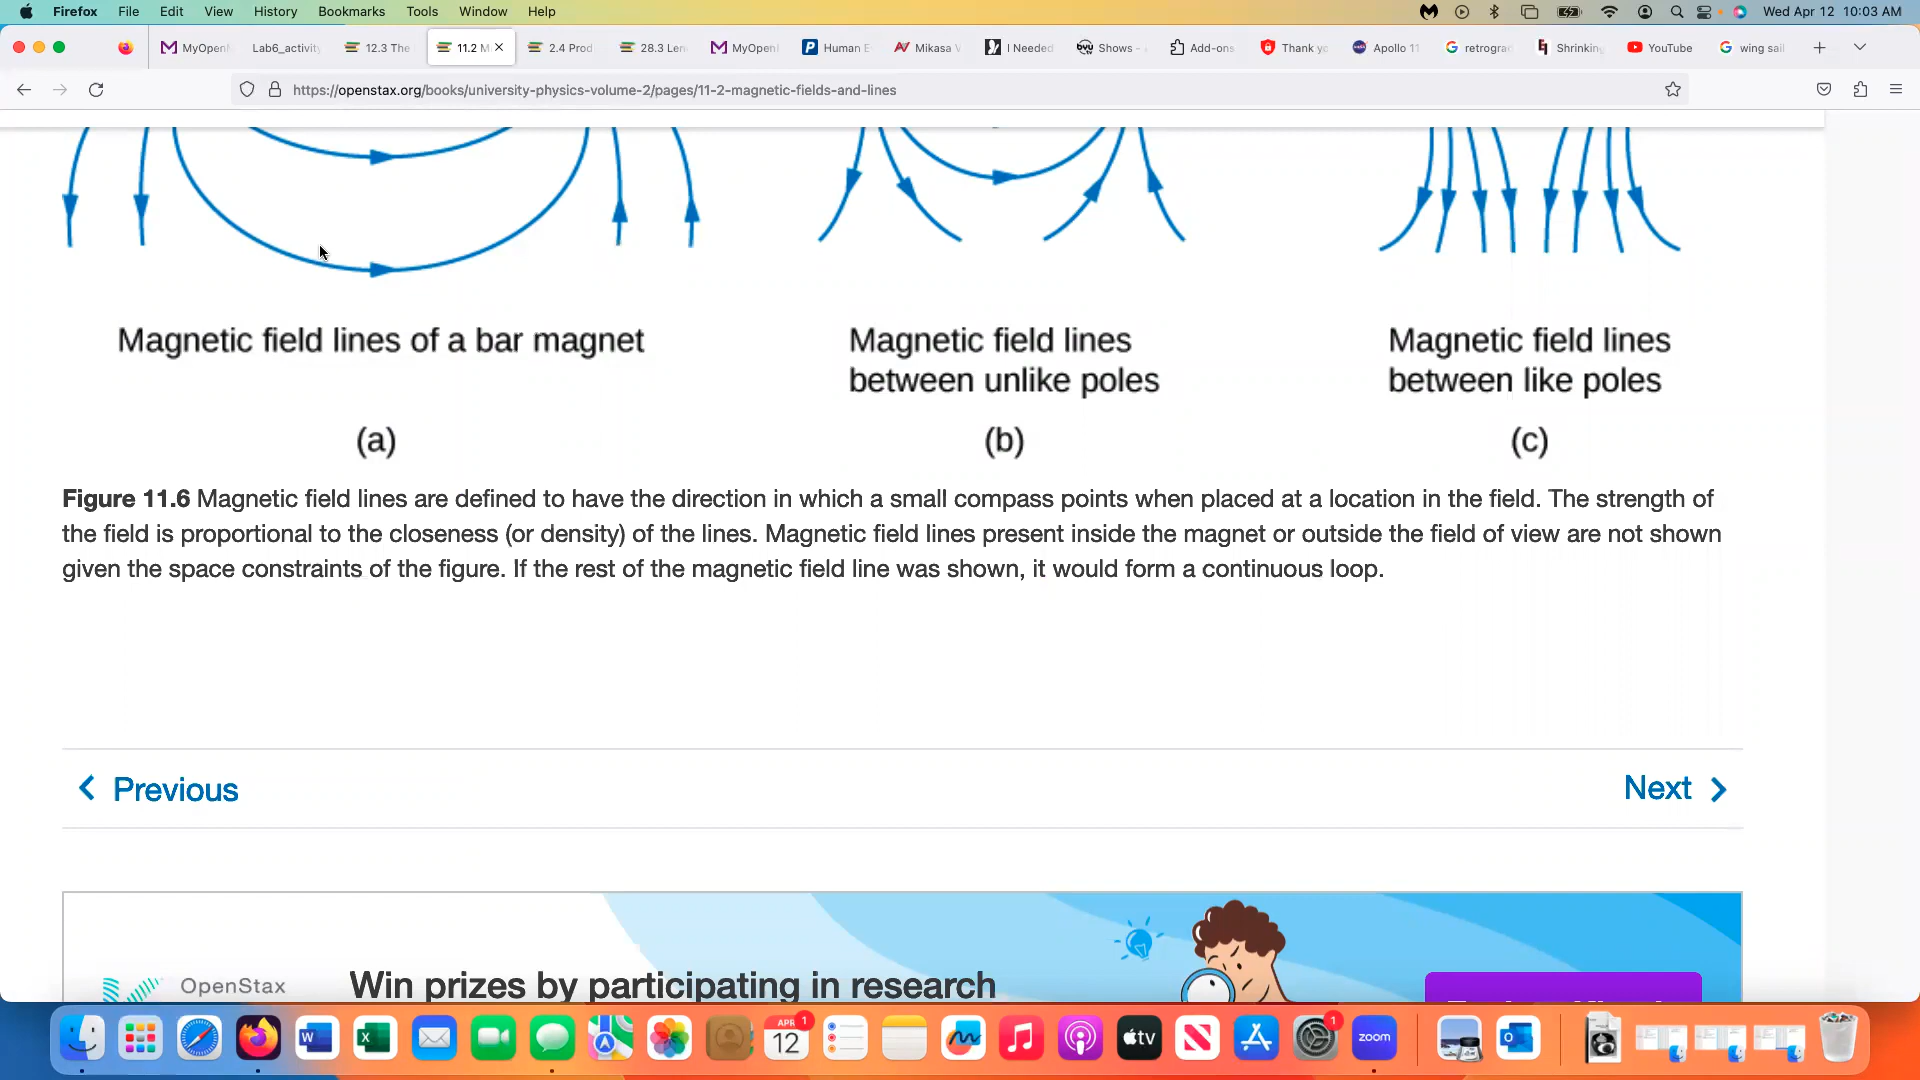 Firefox File Edit View History Bookmarks Tools Window Help Wed Apr 12 10:03 AM
MyOpen Lab6_activity 12.3 The 11.2 M 2.4 Prod 28.3 Len MyOpen Human E Mikasa V I Needed Shows - Add-ons Thank yo Apollo 11 retrograd Shrinking YouTube wing sail
https://openstax.org/books/university-physics-volume-2/pages/11-2-magnetic-fields-and-lines
Magnetic field lines of a bar magnet
(a)
Magnetic field lines
between unlike poles
(b)
Magnetic field lines
between like poles
(c)
Figure 11.6 Magnetic field lines are defined to have the direction in which a small compass points when placed at a location in the field. The strength of
the field is proportional to the closeness (or density) of the lines. Magnetic field lines present inside the magnet or outside the field of view are not shown
given the space constraints of the figure. If the rest of the magnetic field line was shown, it would form a continuous loop.
Previous
Next
OpenStax
Win prizes by participating in research
APR 12 1
tv
1
zoom